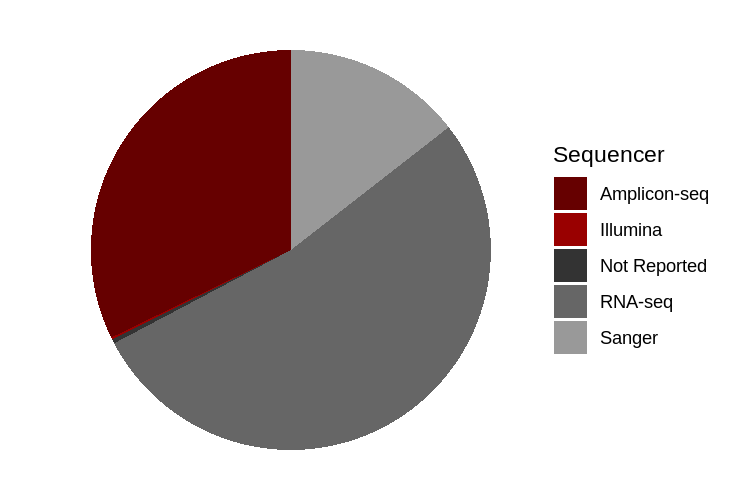 Sequencer
Amplicon-seq
Illumina
Not Reported
RNA-seq
Sanger